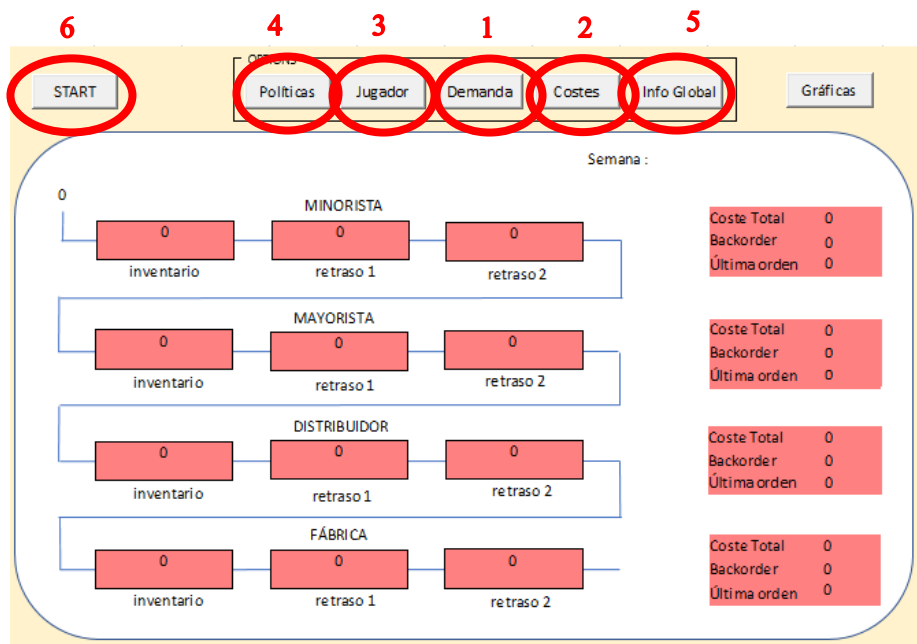 6 4 3 1 2 5
OPTIONS
START Políticas Jugador Demanda Costes Info Global Gráficas
Semana :
0
MINORISTA
0 0 0
inventario retraso 1 retraso 2
Coste Total 0
Backorder 0
Última orden 0
MAYORISTA
0 0 0
inventario retraso 1 retraso 2
Coste Total 0
Backorder 0
Última orden 0
DISTRIBUIDOR
0 0 0
inventario retraso 1 retraso 2
Coste Total 0
Backorder 0
Última orden 0
FÁBRICA
0 0 0
inventario retraso 1 retraso 2
Coste Total 0
Backorder 0
Última orden 0